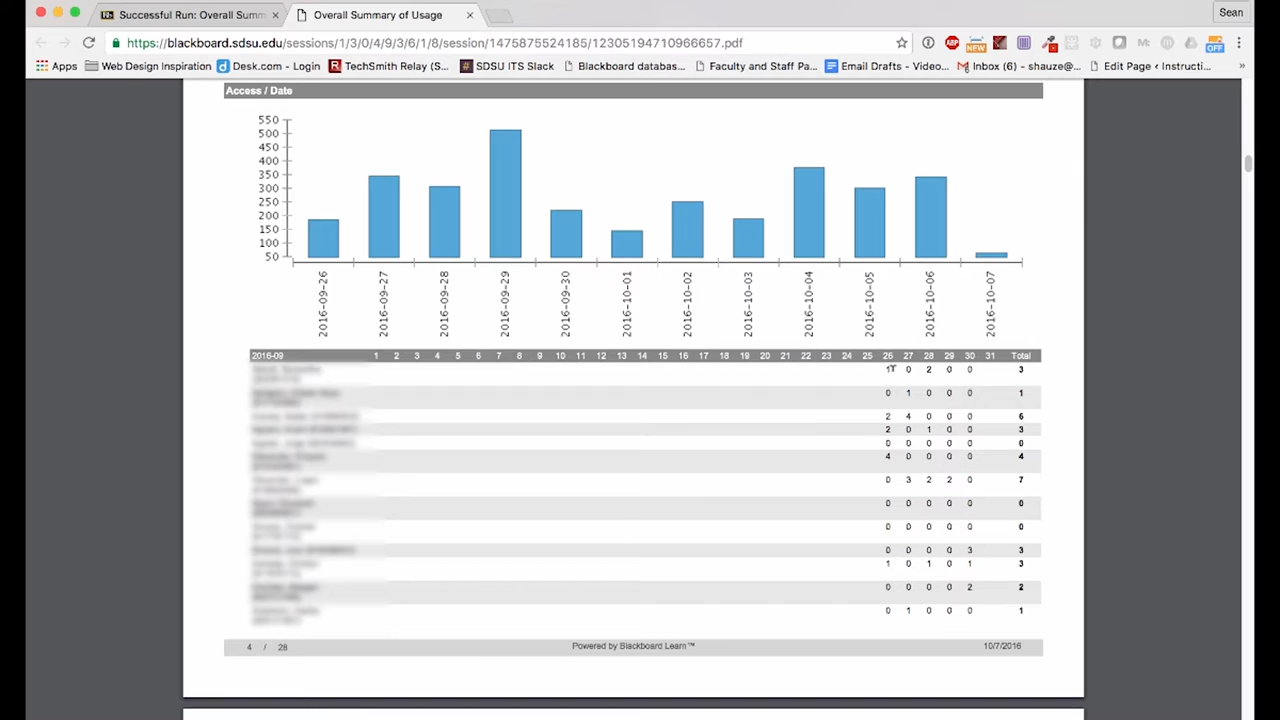 Successful Run: Overall Summ
Overall Summary of Usage
Sean
https://blackboard.sdsu.edu/sessions/1/3/0/4/9/3/6/1/8/session/1475875524185/12305194710966657.pdf
ABP
NEW
OFF
Apps
Web Design Inspiration
Desk.com - Login
TechSmith Relay (S...
SDSU ITS Slack
Blackboard databas...
Faculty and Staff Pa...
Email Drafts - Video...
Inbox (6) - shauze@...
Edit Page ‹ Instructi...
»
Access / Date
550
500
450
400
350
300
250
200
150
100
50
2016-09-26
2016-09-27
2016-09-28
2016-09-29
2016-09-30
2016-10-01
2016-10-02
2016-10-03
2016-10-04
2016-10-05
2016-10-06
2016-10-07
2016-09 1 2 3 4 5 6 7 8 9 10 11 12 13 14 15 16 17 18 19 20 21 22 23 24 25 26 27 28 29 30 31 Total
1 0 2 0 0 3
0 1 0 0 0 1
2 4 0 0 0 6
2 0 1 0 0 3
0 0 0 0 0 0
4 0 0 0 0 4
0 3 2 2 0 7
0 0 0 0 0 0
0 0 0 0 0 0
0 0 0 0 3 3
1 0 1 0 1 3
0 0 0 0 2 2
0 1 0 0 0 1
4 / 28
Powered by Blackboard Learn™
10/7/2016